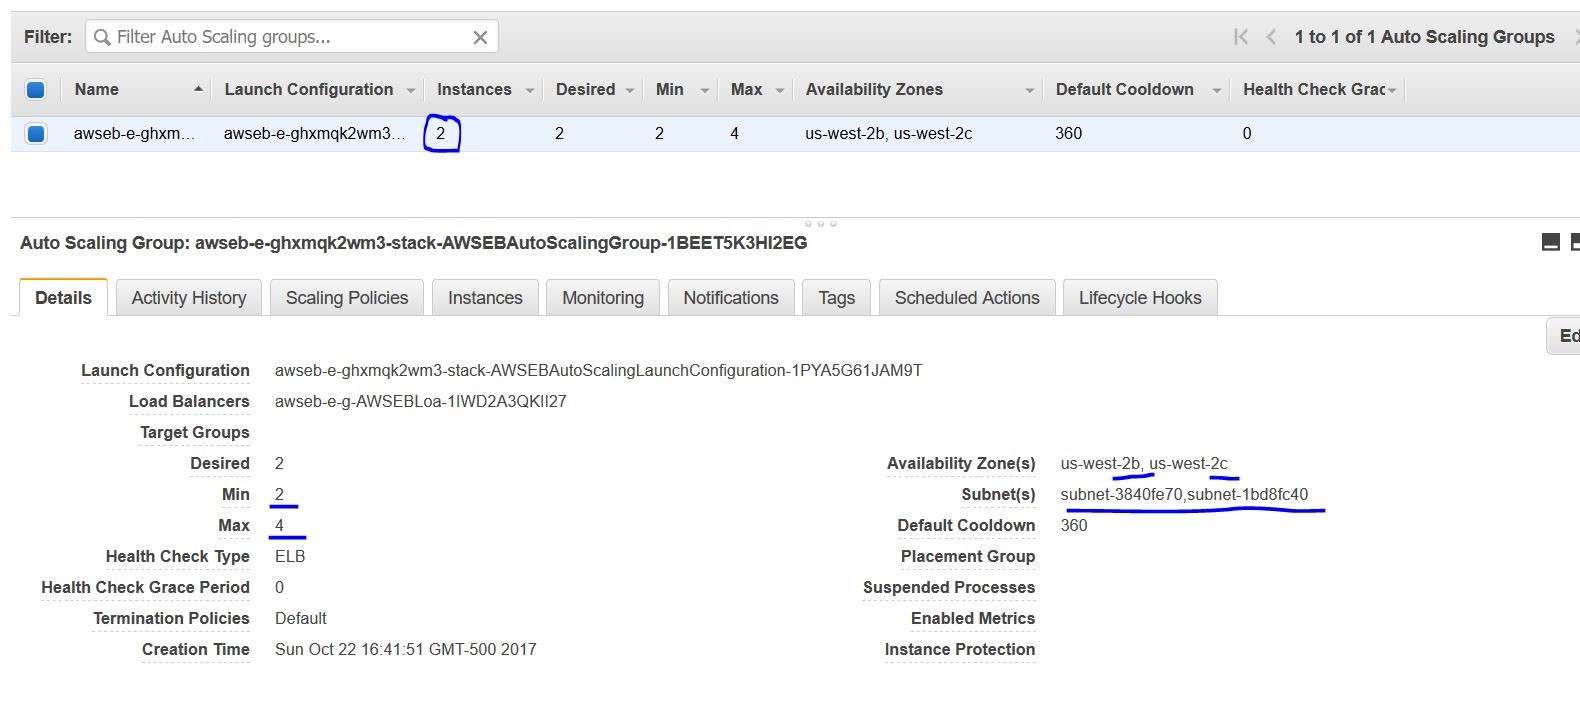 Filter: Filter Auto Scaling groups... 1 to 1 of 1 Auto Scaling Groups
Name Launch Configuration Instances Desired Min Max Availability Zones Default Cooldown Health Check Grac
awseb-e-ghxm... awseb-e-ghxmqk2wm3... 2 2 2 4 us-west-2b, us-west-2c 360 0
Auto Scaling Group: awseb-e-ghxmqk2wm3-stack-AWSEBAutoScalingGroup-1BEET5K3HI2EG
Details Activity History Scaling Policies Instances Monitoring Notifications Tags Scheduled Actions Lifecycle Hooks
Ed
Launch Configuration awseb-e-ghxmqk2wm3-stack-AWSEBAutoScalingLaunchConfiguration-1PYA5G61JAM9T
Load Balancers awseb-e-g-AWSEBLoa-1IWD2A3QKII27
Target Groups
Desired 2 Availability Zone(s) us-west-2b, us-west-2c
Min 2 Subnet(s) subnet-3840fe70,subnet-1bd8fc40
Max 4 Default Cooldown 360
Health Check Type ELB Placement Group
Health Check Grace Period 0 Suspended Processes
Termination Policies Default Enabled Metrics
Creation Time Sun Oct 22 16:41:51 GMT-500 2017 Instance Protection